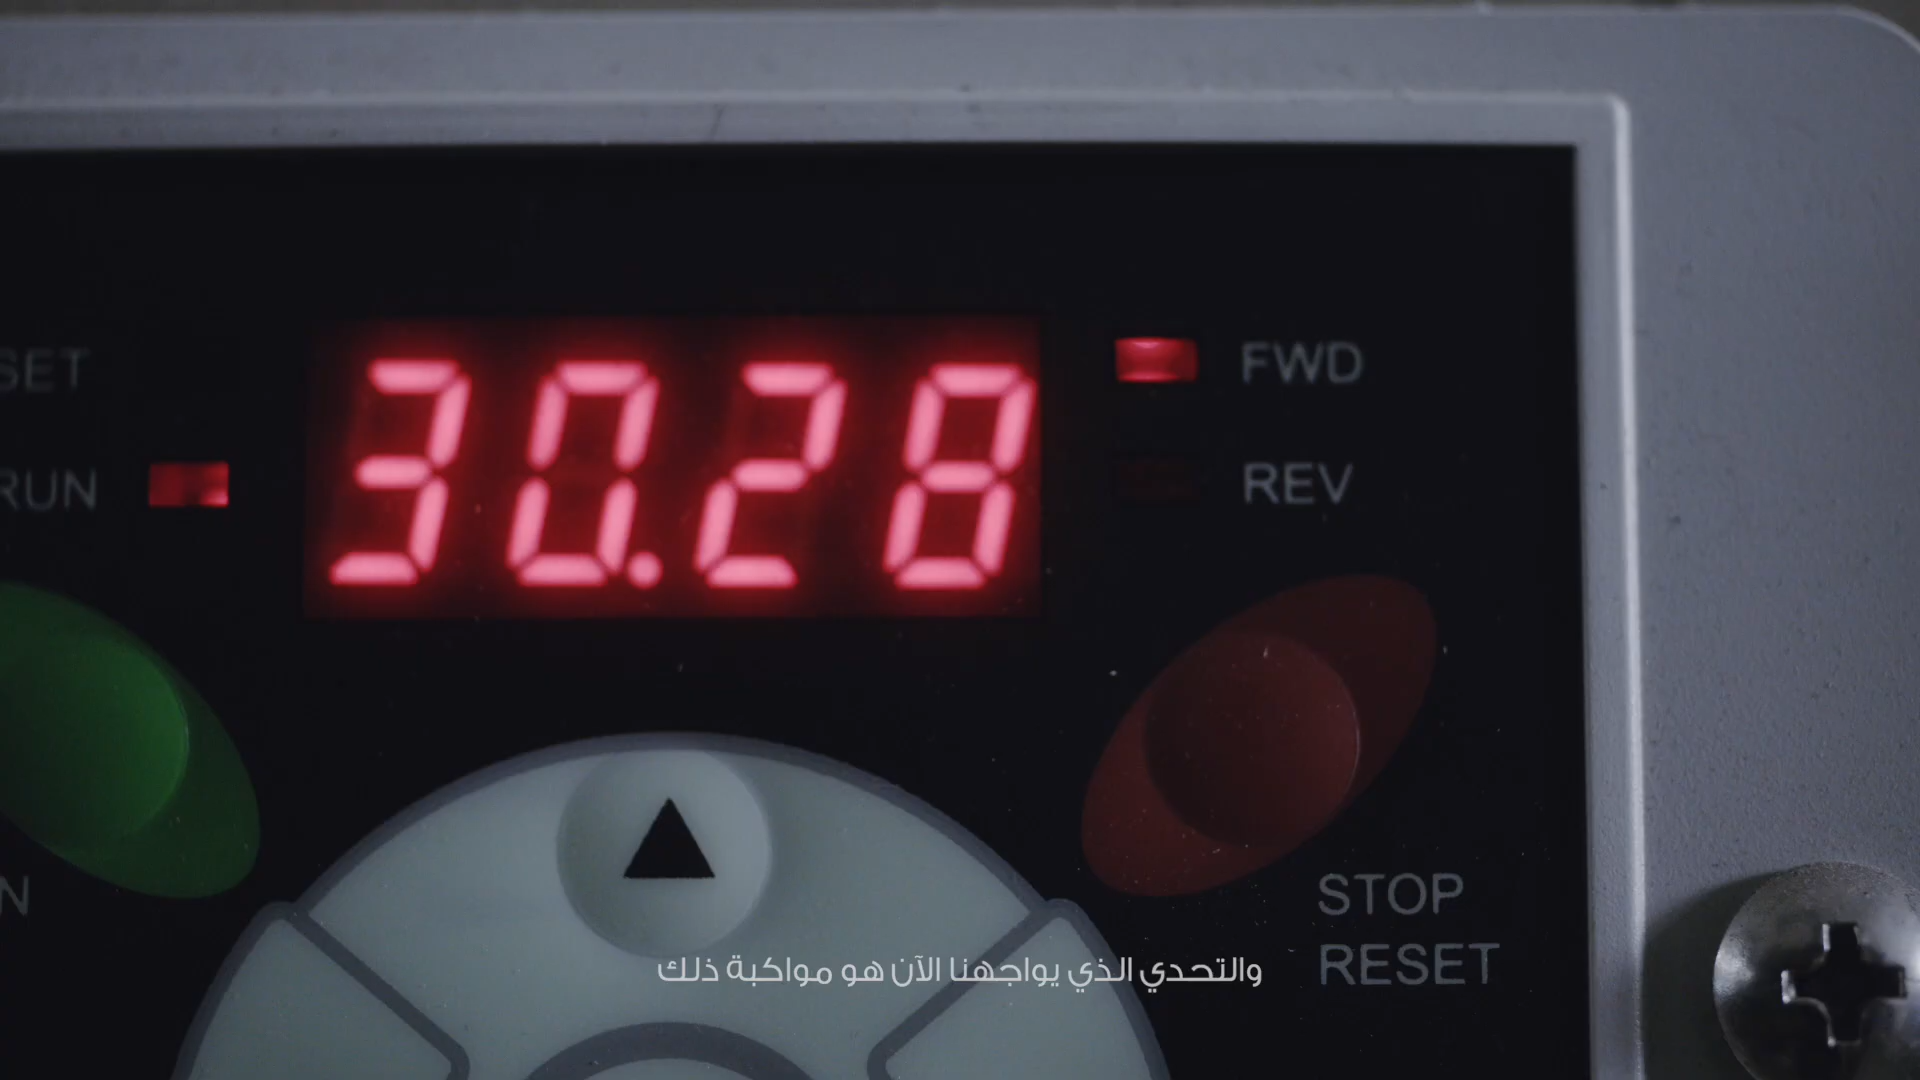 SET
RUN
30.28
FWD
REV
N
STOP
RESET
والتحدي الذي يواجهنا الآن هو مواكبة ذلك